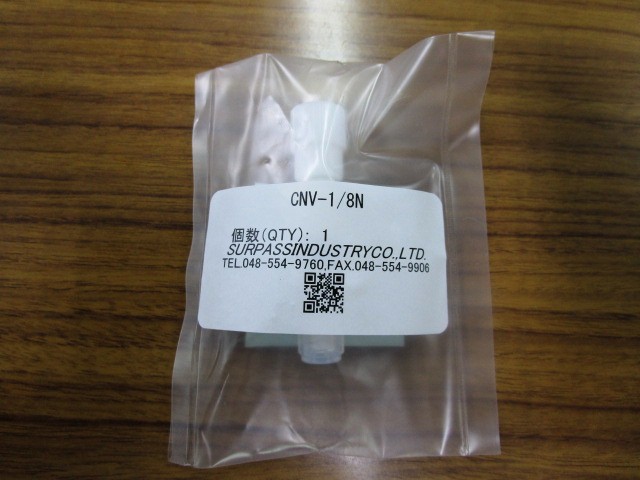 CNV-1/8N
個数(QTY): 1
SURPASSINDUSTRYCO.,LTD.
TEL.048-554-9760,FAX.048-554-9906